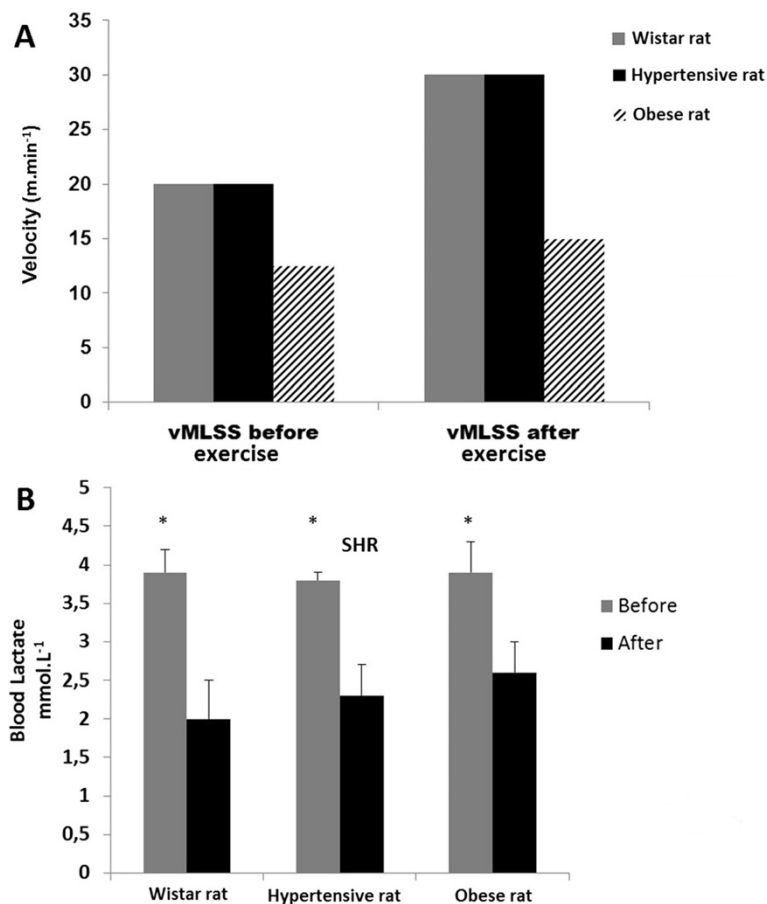 A
Velocity (m.min⁻¹)
35
30
25
20
15
10
5
0
Wistar rat
Hypertensive rat
Obese rat
vMLSS before
exercise
vMLSS after
exercise
B
Blood Lactate
mmol.L⁻¹
5
4,5
4
3,5
3
2,5
2
1,5
1
0,5
0
*
*
*
SHR
Before
After
Wistar rat
Hypertensive rat
Obese rat